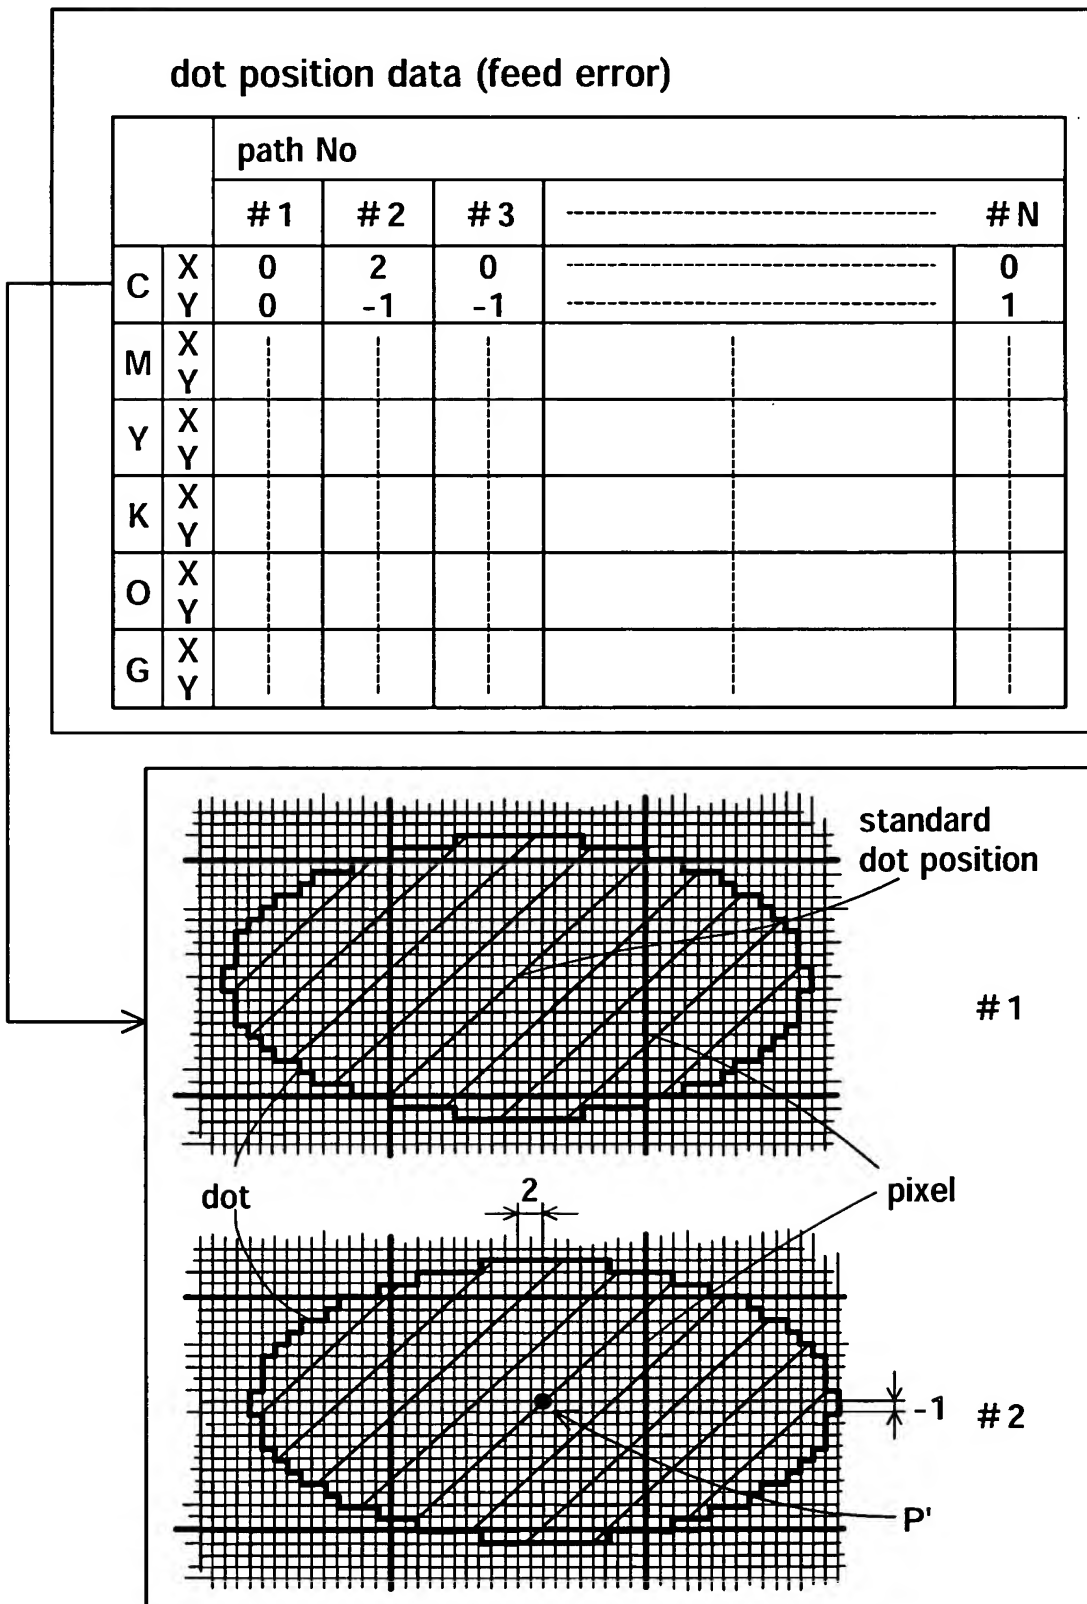 dot position data (feed error)
path No
#1 #2 #3 #N
C X 0 2 0 0
Y 0 -1 -1 1
M X
Y
Y X
Y
K X
Y
O X
Y
G X
Y
standard
dot position
#1
dot
2
pixel
-1 #2
P'